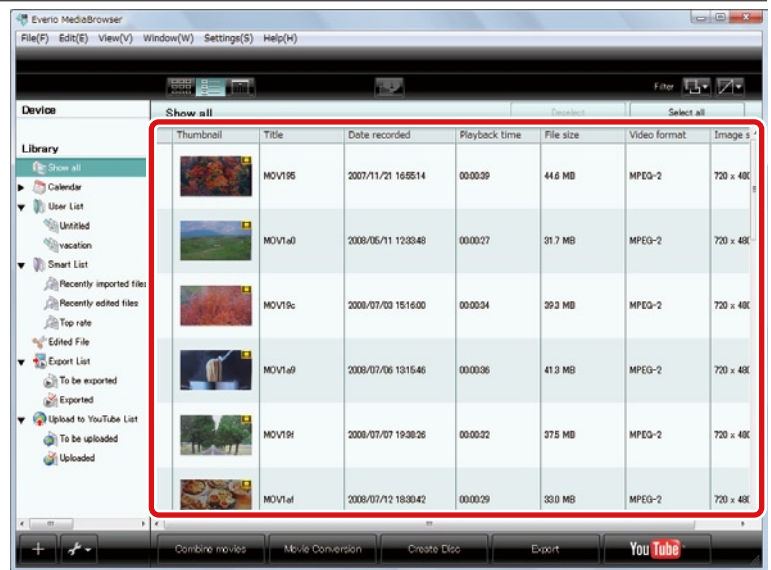 Everio MediaBrowser
File(F) Edit(E) View(V) Window(W) Settings(S) Help(H)
Filter
Device
Show all
Deselect
Select all
Library
Show all
Calendar
User List
Untitled
vacation
Smart List
Recently imported files
Recently edited files
Top rate
Edited File
Export List
To be exported
Exported
Upload to YouTube List
To be uploaded
Uploaded
Thumbnail Title Date recorded Playback time File size Video format Image s
MOV195 2007/11/21 16:55:14 00:00:39 44.6 MB MPEG-2 720 x 480
MOV1a0 2008/05/11 12:33:48 00:00:27 31.7 MB MPEG-2 720 x 480
MOV19c 2008/07/03 15:16:00 00:00:34 39.3 MB MPEG-2 720 x 480
MOV1a9 2008/07/06 13:15:46 00:00:36 41.3 MB MPEG-2 720 x 480
MOV19f 2008/07/07 19:38:26 00:00:32 37.5 MB MPEG-2 720 x 480
MOV1af 2008/07/12 18:30:42 00:00:29 33.0 MB MPEG-2 720 x 480
Combine movies
Movie Conversion
Create Disc
Export
YouTube